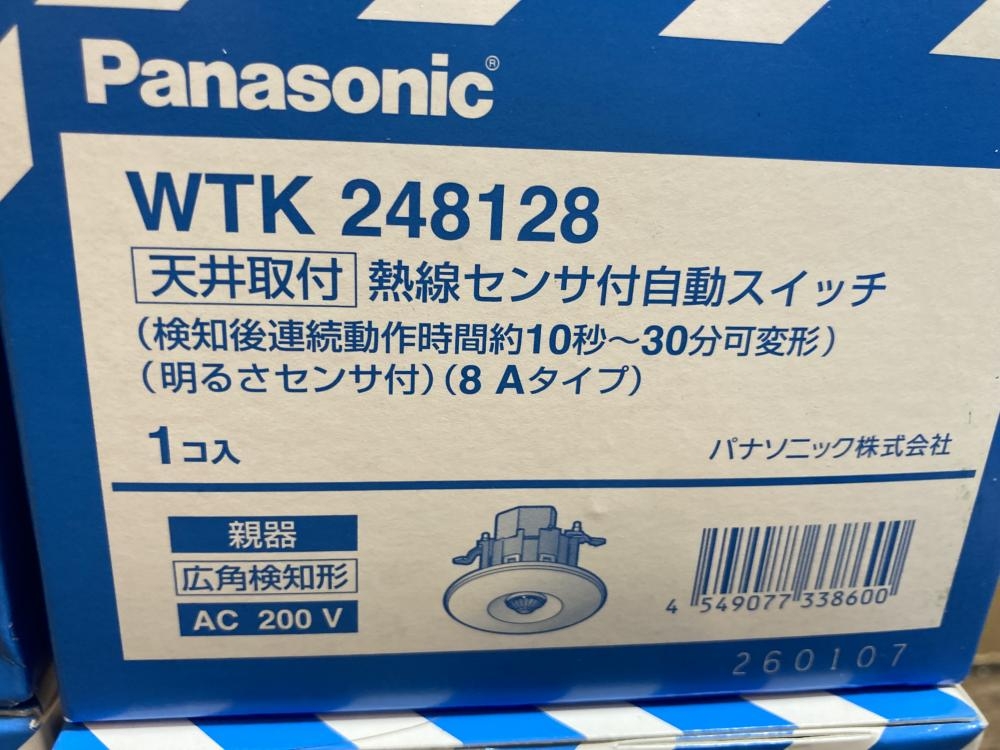 Panasonic®
WTK 248128
天井取付 熱線センサ付自動スイッチ
(検知後連続動作時間約10秒～30分可変形)
(明るさセンサ付)(8 Aタイプ)
1コ入
パナソニック株式会社
親器
広角検知形
AC 200 V
4 549077 338600
260107